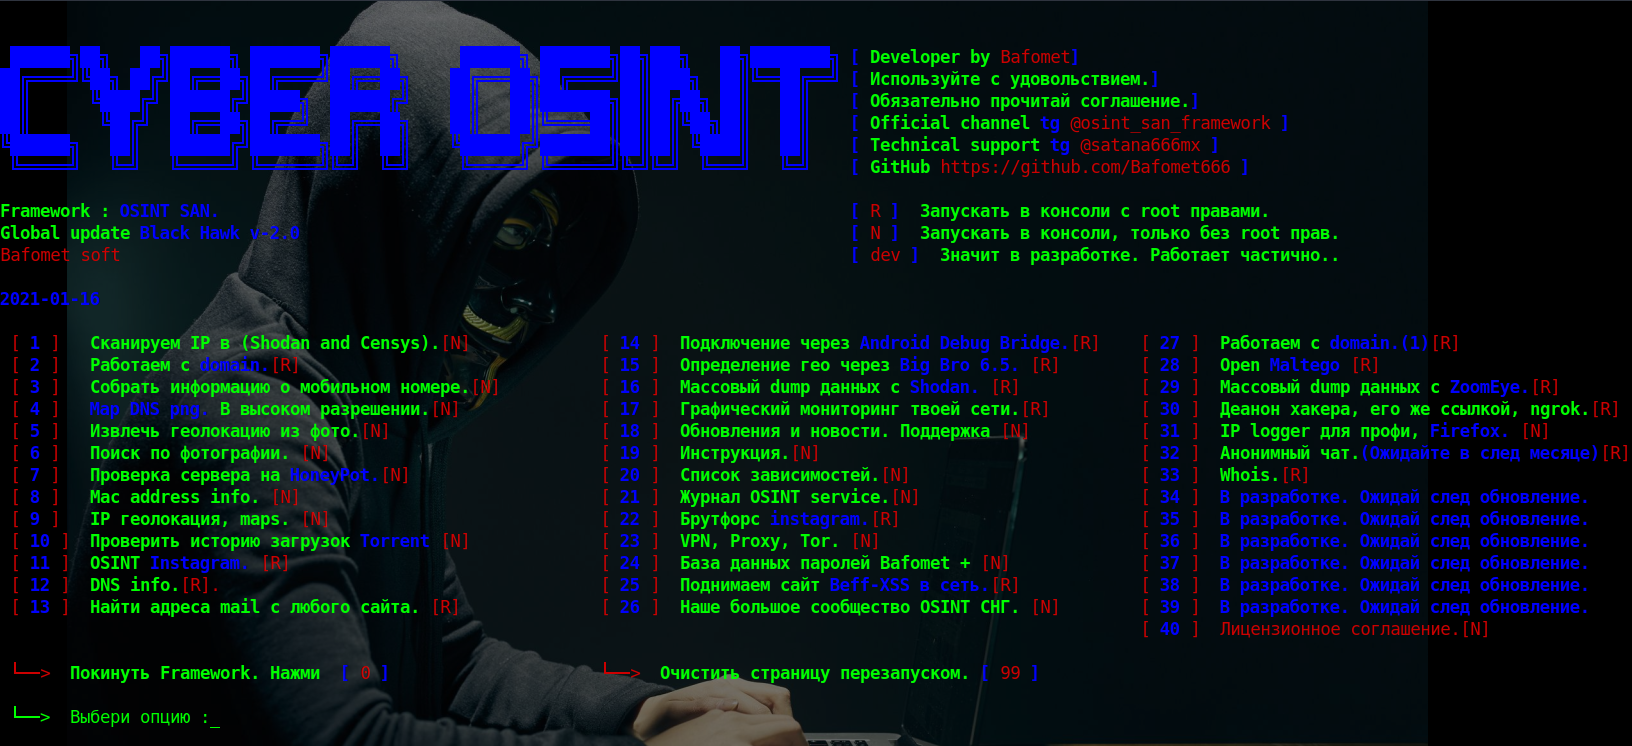 CYBER OSINT
[ Developer by Bafomet]
[ Используйте с удовольствием.]
[ Обязательно прочитай соглашение.]
[ Official channel tg @osint_san_framework ]
[ Technical support tg @satana666mx ]
[ GitHub https://github.com/Bafomet666 ]
Framework : OSINT SAN.
Global update Black Hawk v-2.0
Bafomet soft
[ R ] Запускать в консоли с root правами.
[ N ] Запускать в консоли, только без root прав.
[ dev ] Значит в разработке. Работает частично..
2021-01-16
[ 1 ] Сканируем IP в (Shodan and Censys).[N]
[ 2 ] Работаем с domain.[R]
[ 3 ] Собрать информацию о мобильном номере.[N]
[ 4 ] Map DNS png. В высоком разрешении.[N]
[ 5 ] Извлечь геолокацию из фото.[N]
[ 6 ] Поиск по фотографии. [N]
[ 7 ] Проверка сервера на HoneyPot.[N]
[ 8 ] Mac address info. [N]
[ 9 ] IP геолокация, maps. [N]
[ 10 ] Проверить историю загрузок Torrent [N]
[ 11 ] OSINT Instagram. [R]
[ 12 ] DNS info.[R].
[ 13 ] Найти адреса mail с любого сайта. [R]
[ 14 ] Подключение через Android Debug Bridge.[R]
[ 15 ] Определение гео через Big Bro 6.5. [R]
[ 16 ] Массовый dump данных с Shodan. [R]
[ 17 ] Графический мониторинг твоей сети.[R]
[ 18 ] Обновления и новости. Поддержка [N]
[ 19 ] Инструкция.[N]
[ 20 ] Список зависимостей.[N]
[ 21 ] Журнал OSINT service.[N]
[ 22 ] Брутфорс instagram.[R]
[ 23 ] VPN, Proxy, Tor. [N]
[ 24 ] База данных паролей Bafomet + [N]
[ 25 ] Поднимаем сайт Beff-XSS в сеть.[R]
[ 26 ] Наше большое сообщество OSINT СНГ. [N]
[ 27 ] Работаем с domain.(1)[R]
[ 28 ] Open Maltego [R]
[ 29 ] Массовый dump данных с ZoomEye.[R]
[ 30 ] Деанон хакера, его же ссылкой, ngrok.[R]
[ 31 ] IP logger для профи, Firefox. [N]
[ 32 ] Анонимный чат.(Ожидайте в след месяце)[R]
[ 33 ] Whois.[R]
[ 34 ] В разработке. Ожидай след обновление.
[ 35 ] В разработке. Ожидай след обновление.
[ 36 ] В разработке. Ожидай след обновление.
[ 37 ] В разработке. Ожидай след обновление.
[ 38 ] В разработке. Ожидай след обновление.
[ 39 ] В разработке. Ожидай след обновление.
[ 40 ] Лицензионное соглашение.[N]
└──> Покинуть Framework. Нажми [ 0 ]
└──> Очистить страницу перезапуском. [ 99 ]
└──> Выбери опцию :_